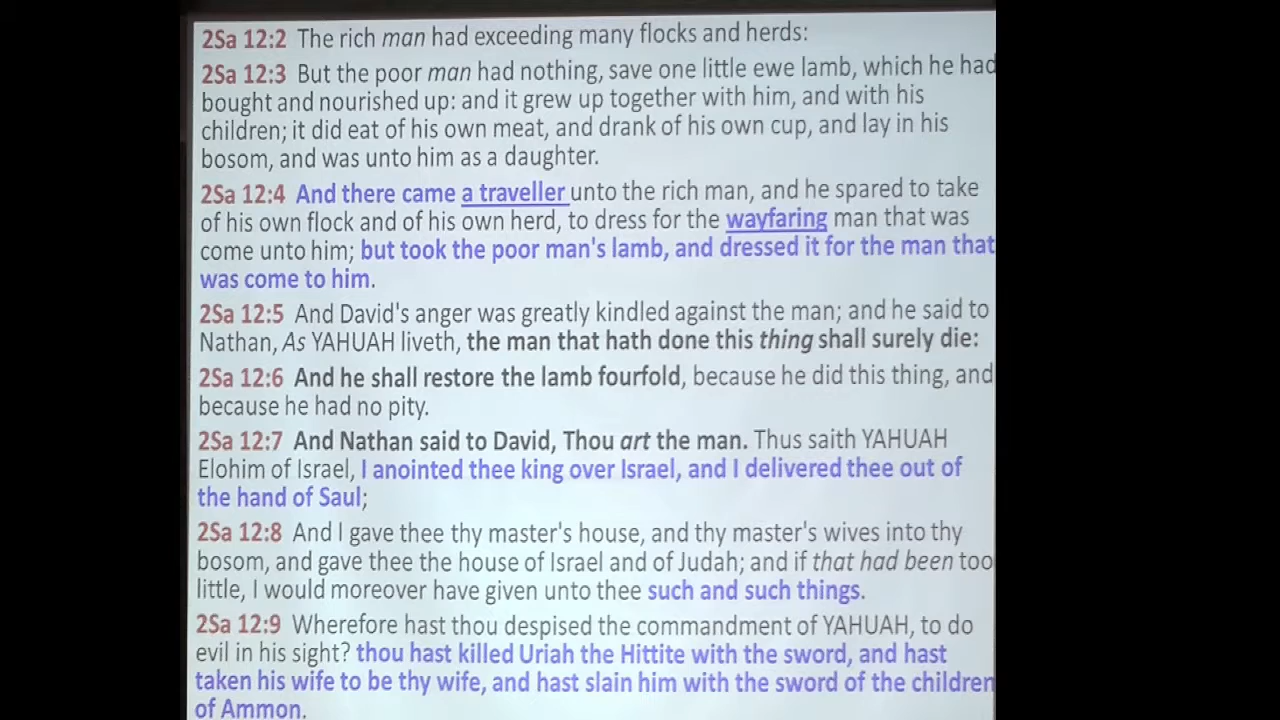 2Sa 12:2 The rich man had exceeding many flocks and herds:
2Sa 12:3 But the poor man had nothing, save one little ewe lamb, which he had
bought and nourished up: and it grew up together with him, and with his
children; it did eat of his own meat, and drank of his own cup, and lay in his
bosom, and was unto him as a daughter.
2Sa 12:4 And there came a traveller unto the rich man, and he spared to take
of his own flock and of his own herd, to dress for the wayfaring man that was
come unto him; but took the poor man's lamb, and dressed it for the man that
was come to him.
2Sa 12:5 And David's anger was greatly kindled against the man; and he said to
Nathan, As YAHUAH liveth, the man that hath done this thing shall surely die:
2Sa 12:6 And he shall restore the lamb fourfold, because he did this thing, and
because he had no pity.
2Sa 12:7 And Nathan said to David, Thou art the man. Thus saith YAHUAH
Elohim of Israel, I anointed thee king over Israel, and I delivered thee out of
the hand of Saul;
2Sa 12:8 And I gave thee thy master's house, and thy master's wives into thy
bosom, and gave thee the house of Israel and of Judah; and if that had been too
little, I would moreover have given unto thee such and such things.
2Sa 12:9 Wherefore hast thou despised the commandment of YAHUAH, to do
evil in his sight? thou hast killed Uriah the Hittite with the sword, and hast
taken his wife to be thy wife, and hast slain him with the sword of the children
of Ammon.